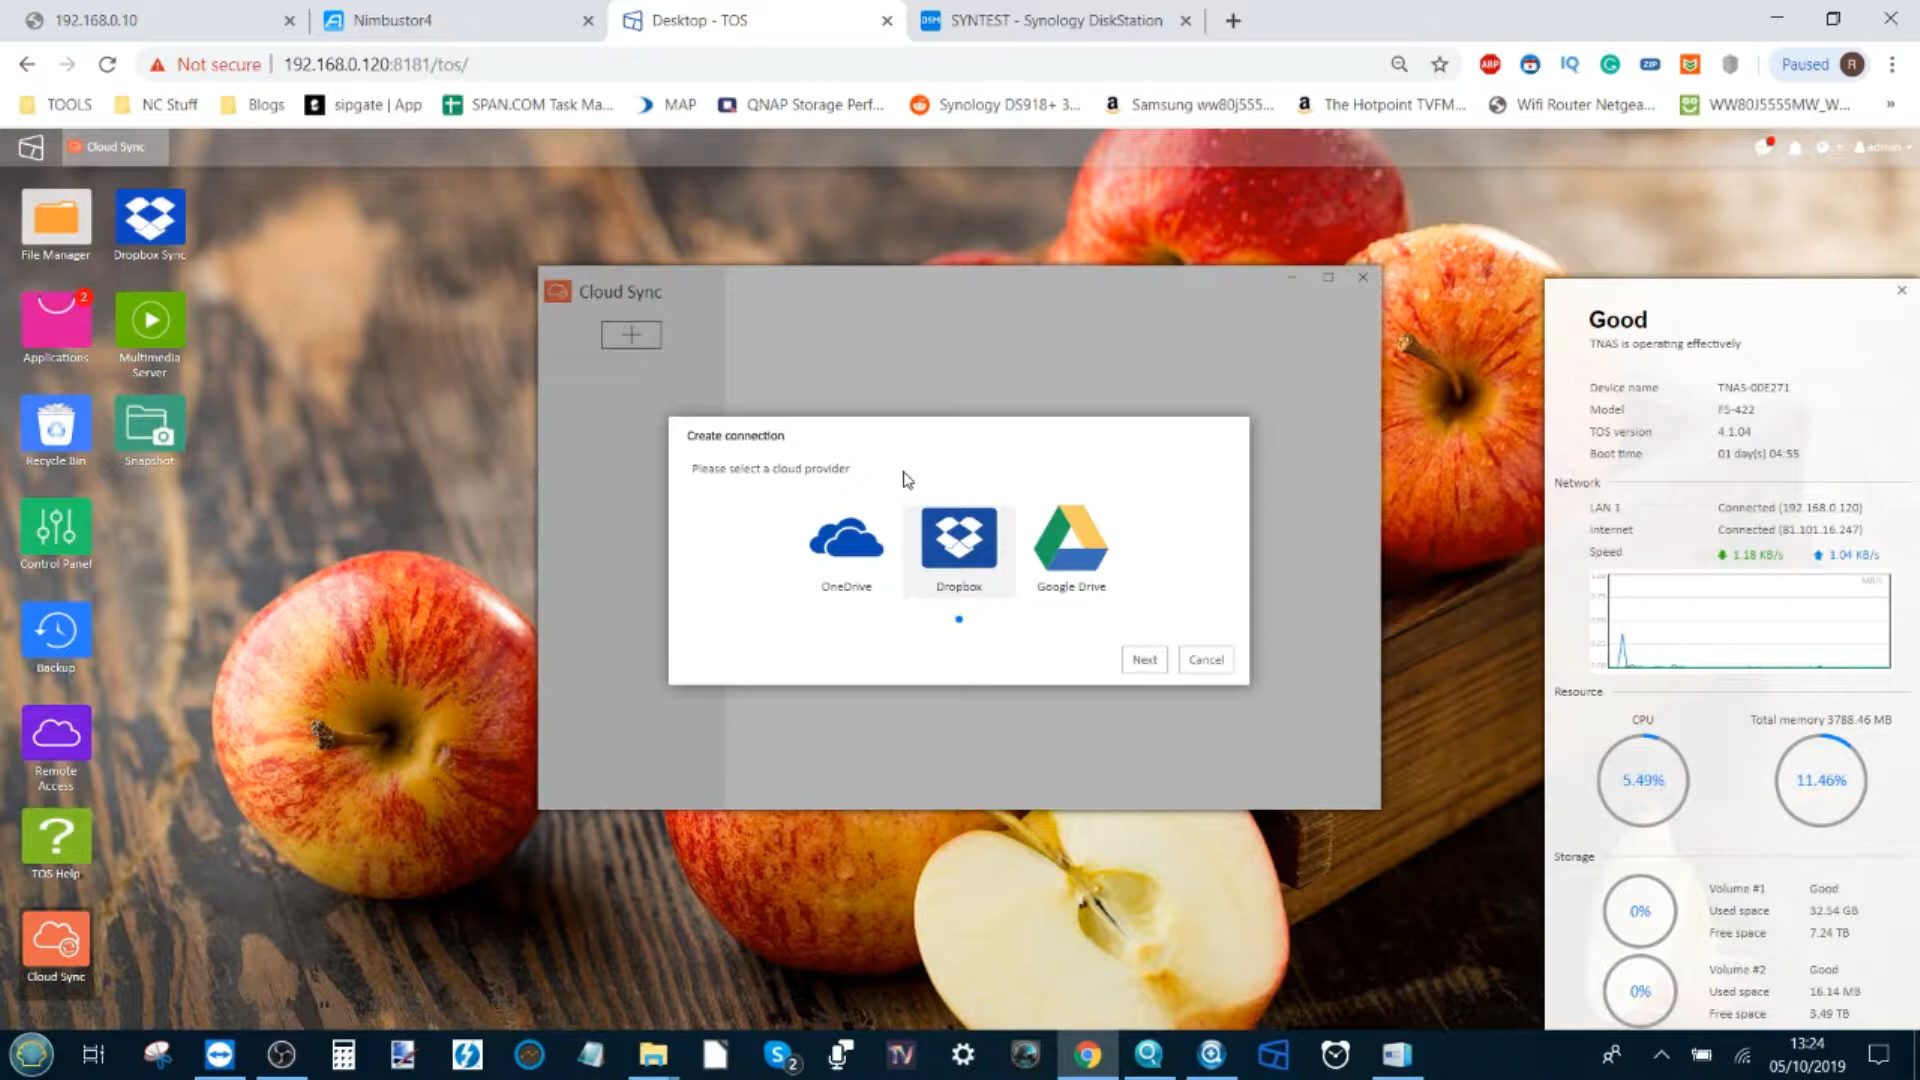 192.168.0.10
Nimbustor4
Desktop - TOS
SYNTEST - Synology DiskStation
Not secure
192.168.0.120:8181/tos/
ABP
IQ
ZIP
Paused
R
TOOLS
NC Stuff
Blogs
sipgate | App
SPAN.COM Task Ma...
MAP
QNAP Storage Perf...
Synology DS918+ 3...
Samsung ww80j555...
The Hotpoint TVFM...
Wifi Router Netgea...
WW80J5555MW_W...
»
Cloud Sync
admin
File Manager
Dropbox Sync
2
Applications
Multimedia
Server
Recycle Bin
Snapshot
Control Panel
Backup
Remote
Access
TOS Help
Cloud Sync
Cloud Sync
Create connection
Please select a cloud provider
OneDrive
Dropbox
Google Drive
Next
Cancel
Good
TNAS is operating effectively
Device name TNAS-00E271
Model F5-422
TOS version 4.1.04
Boot time 01 day(s) 04:55
Network
LAN 1 Connected (192.168.0.120)
Internet Connected (81.101.16.247)
Speed 1.18 KB/s 1.04 KB/s
MB/s
Resource
CPU
Total memory 3788.46 MB
5.49%
11.46%
Storage
0%
Volume #1 Good
Used space 32.54 GB
Free space 7.24 TB
0%
Volume #2 Good
Used space 16.14 MB
Free space 3.49 TB
2
TV
13:24
05/10/2019